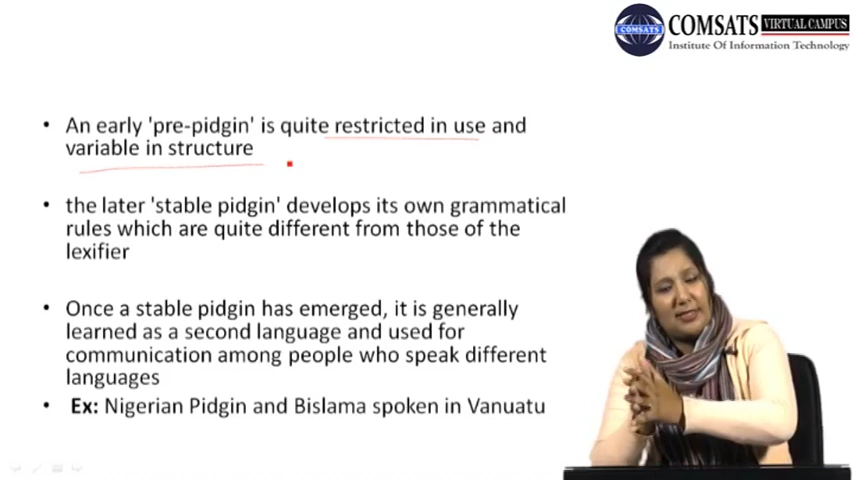 COMSATS VIRTUAL CAMPUS
Institute Of Information Technology
COMSATS
• An early 'pre-pidgin' is quite restricted in use and
variable in structure
• the later 'stable pidgin' develops its own grammatical
rules which are quite different from those of the
lexifier
• Once a stable pidgin has emerged, it is generally
learned as a second language and used for
communication among people who speak different
languages
• Ex: Nigerian Pidgin and Bislama spoken in Vanuatu